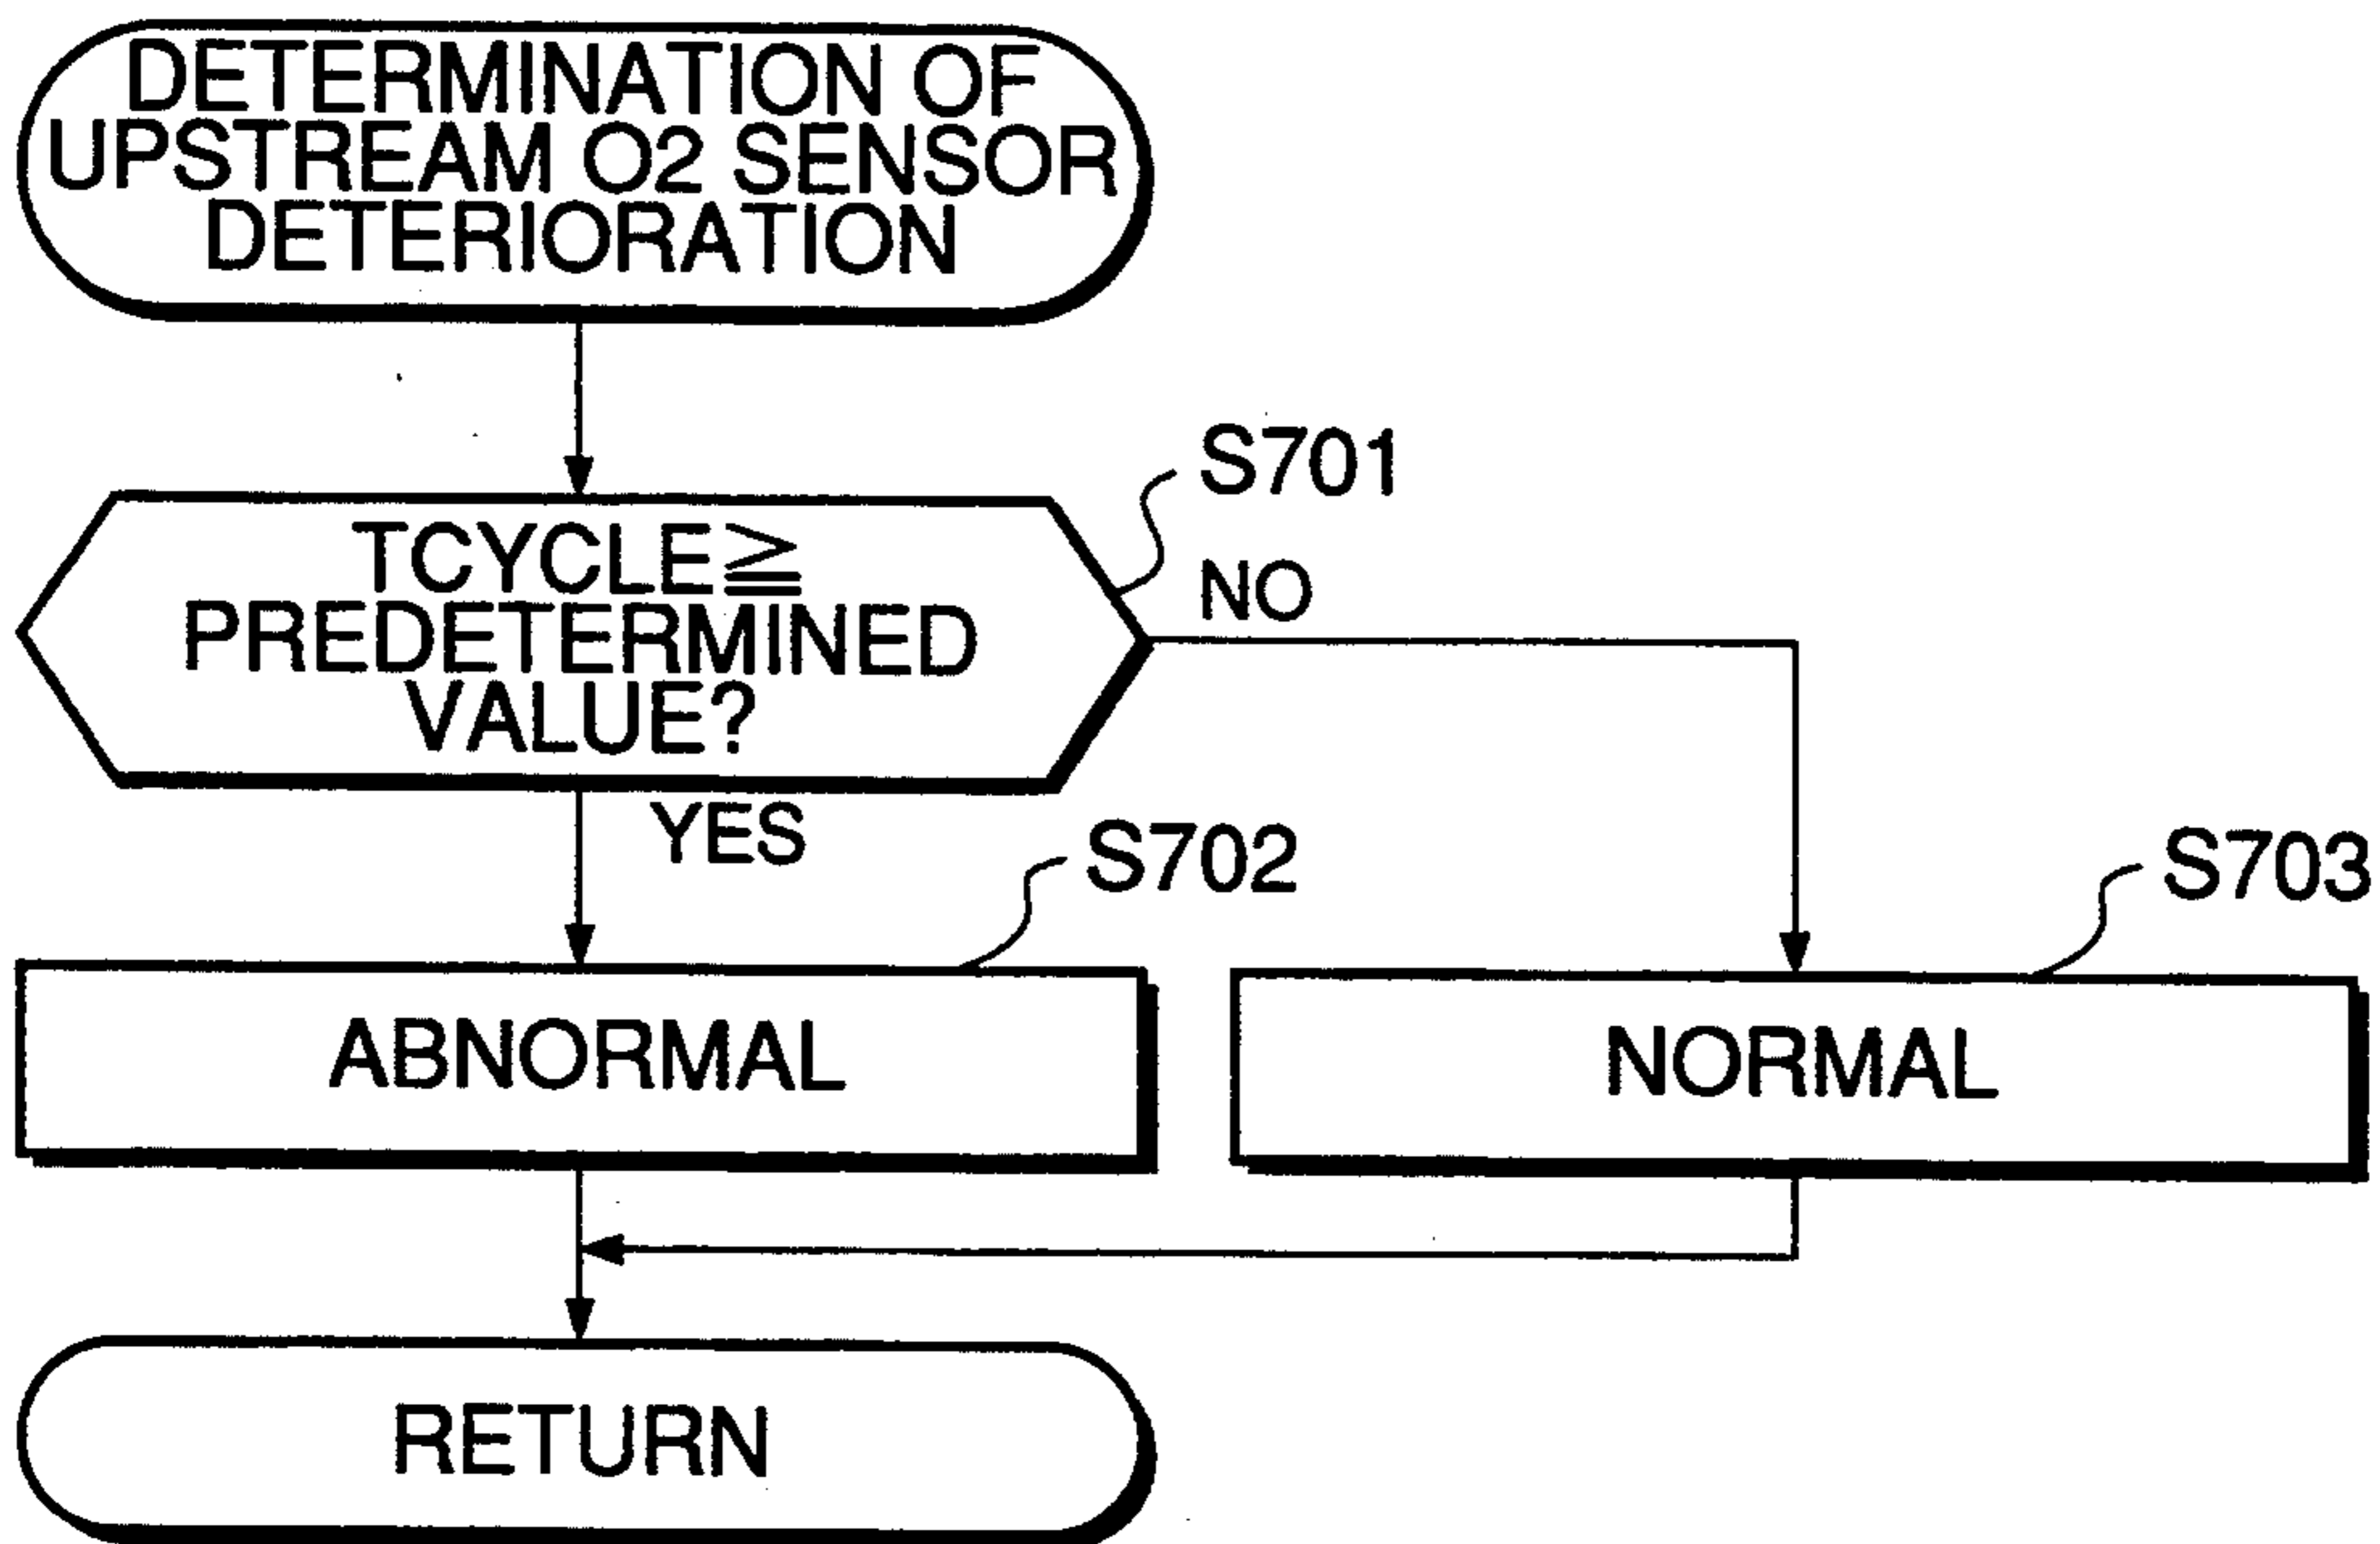 DETERMINATION OF
UPSTREAM O2 SENSOR
DETERIORATION
S701
TCYCLE≧
PREDETERMINED
VALUE?
NO
YES
S702
S703
ABNORMAL
NORMAL
RETURN